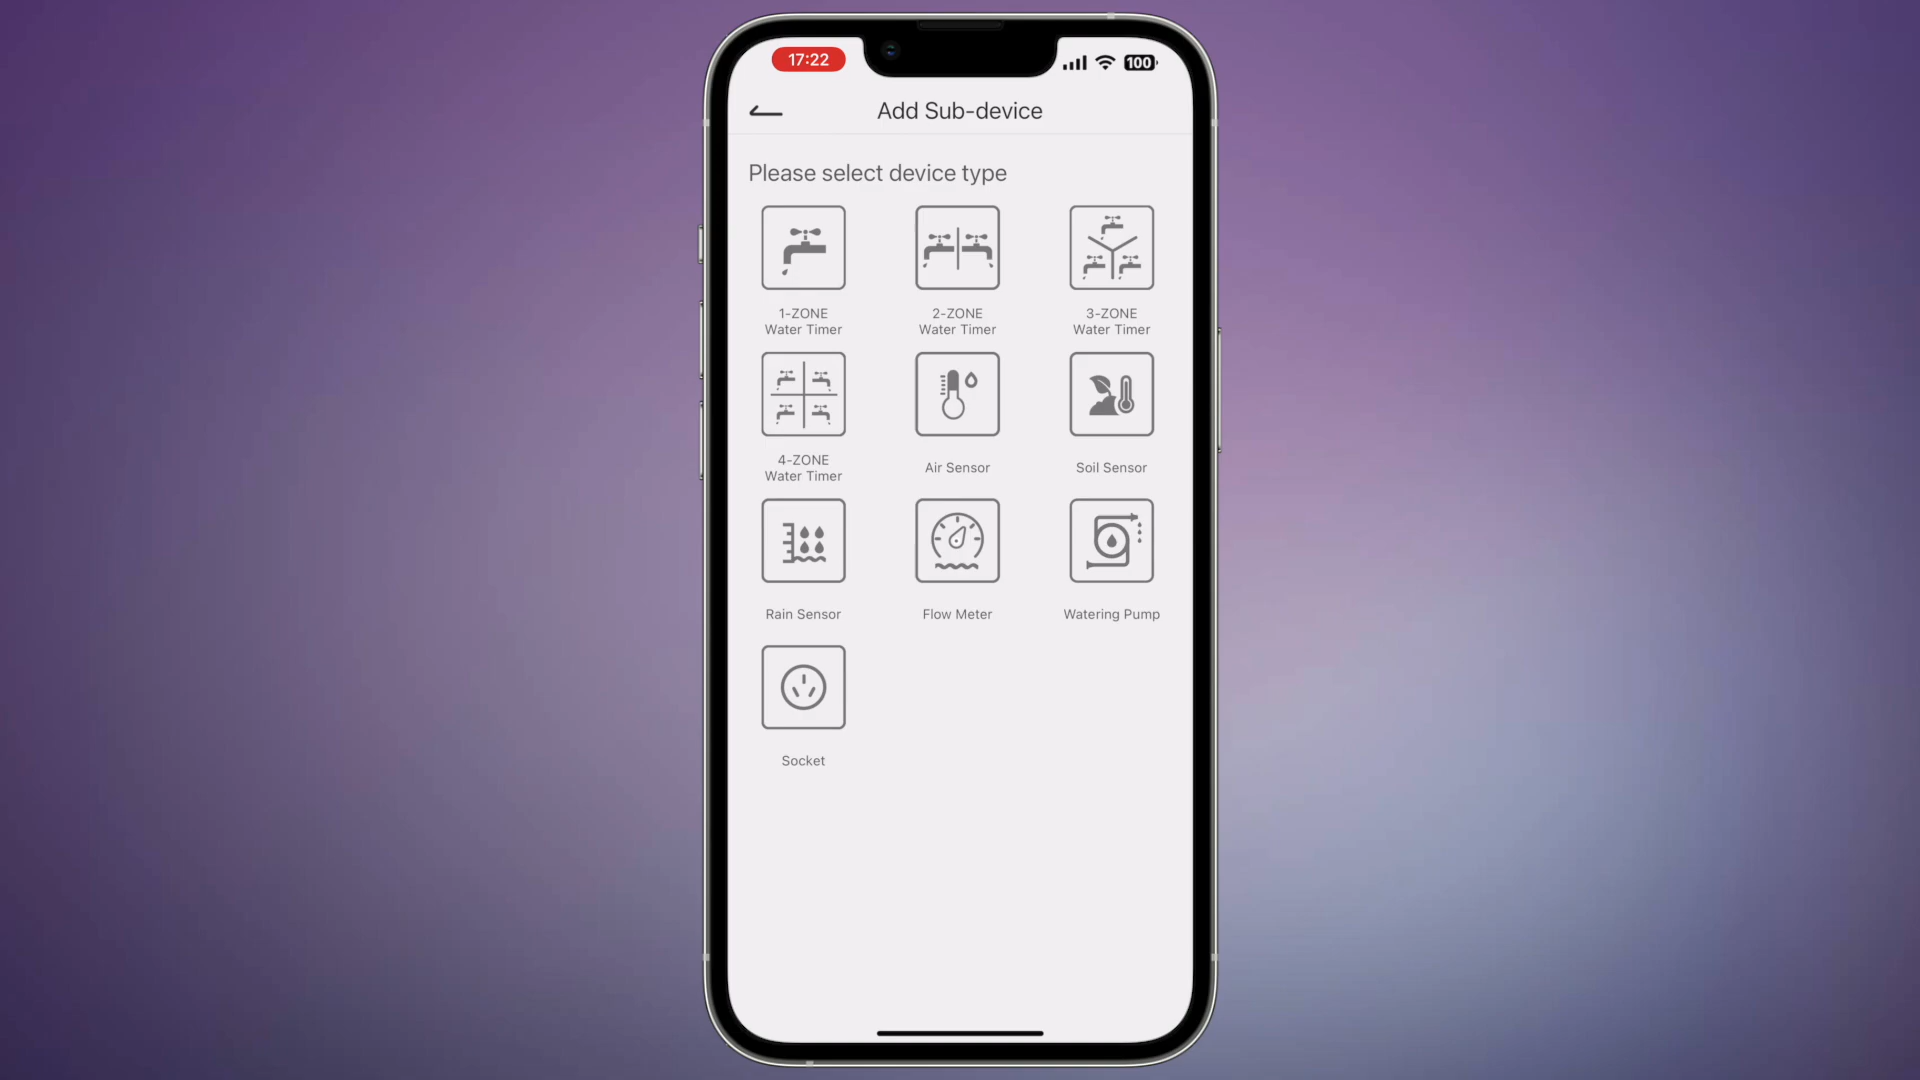 17:22
100
Add Sub-device
Please select device type
1-ZONE
Water Timer
2-ZONE
Water Timer
3-ZONE
Water Timer
4-ZONE
Water Timer
Air Sensor
Soil Sensor
Rain Sensor
Flow Meter
Watering Pump
Socket